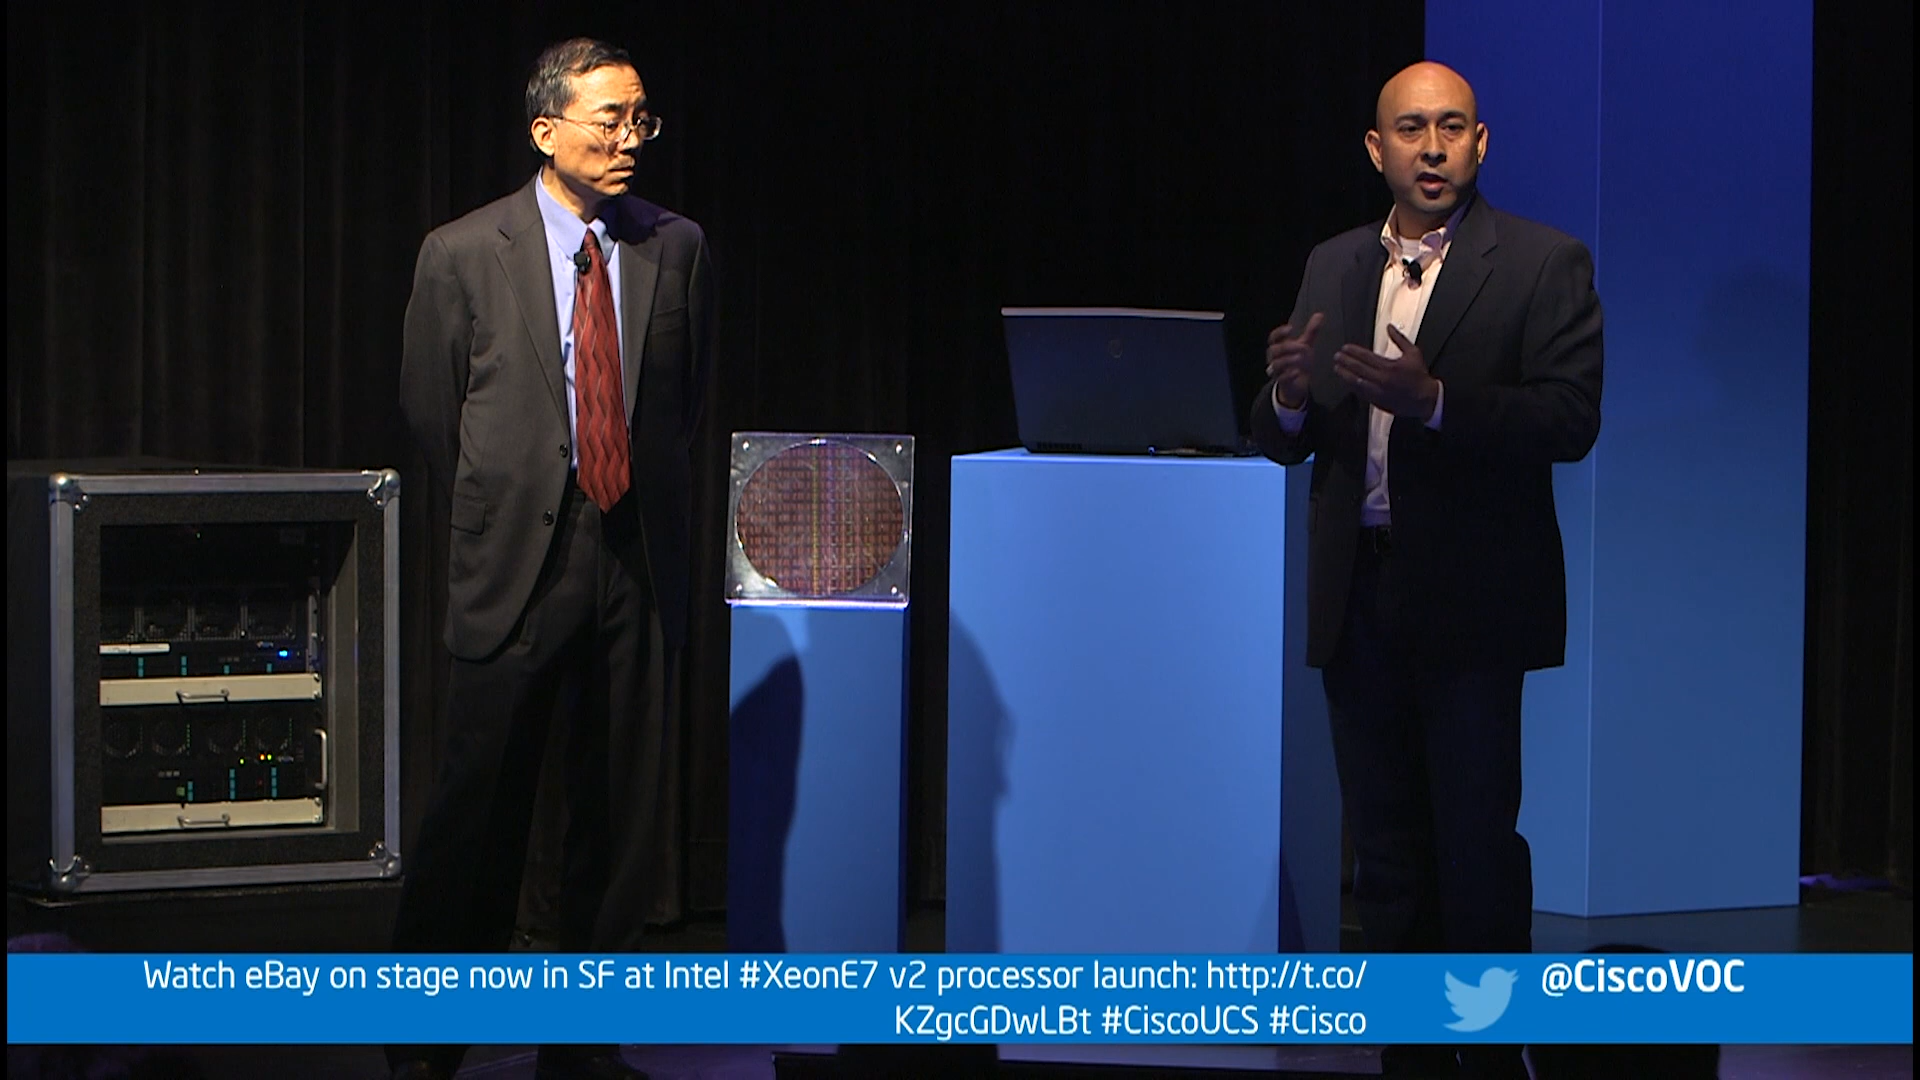 Watch eBay on stage now in SF at Intel #XeonE7 v2 processor launch: http://t.co/
KZgcGDwLBt #CiscoUCS #Cisco
@CiscoVOC